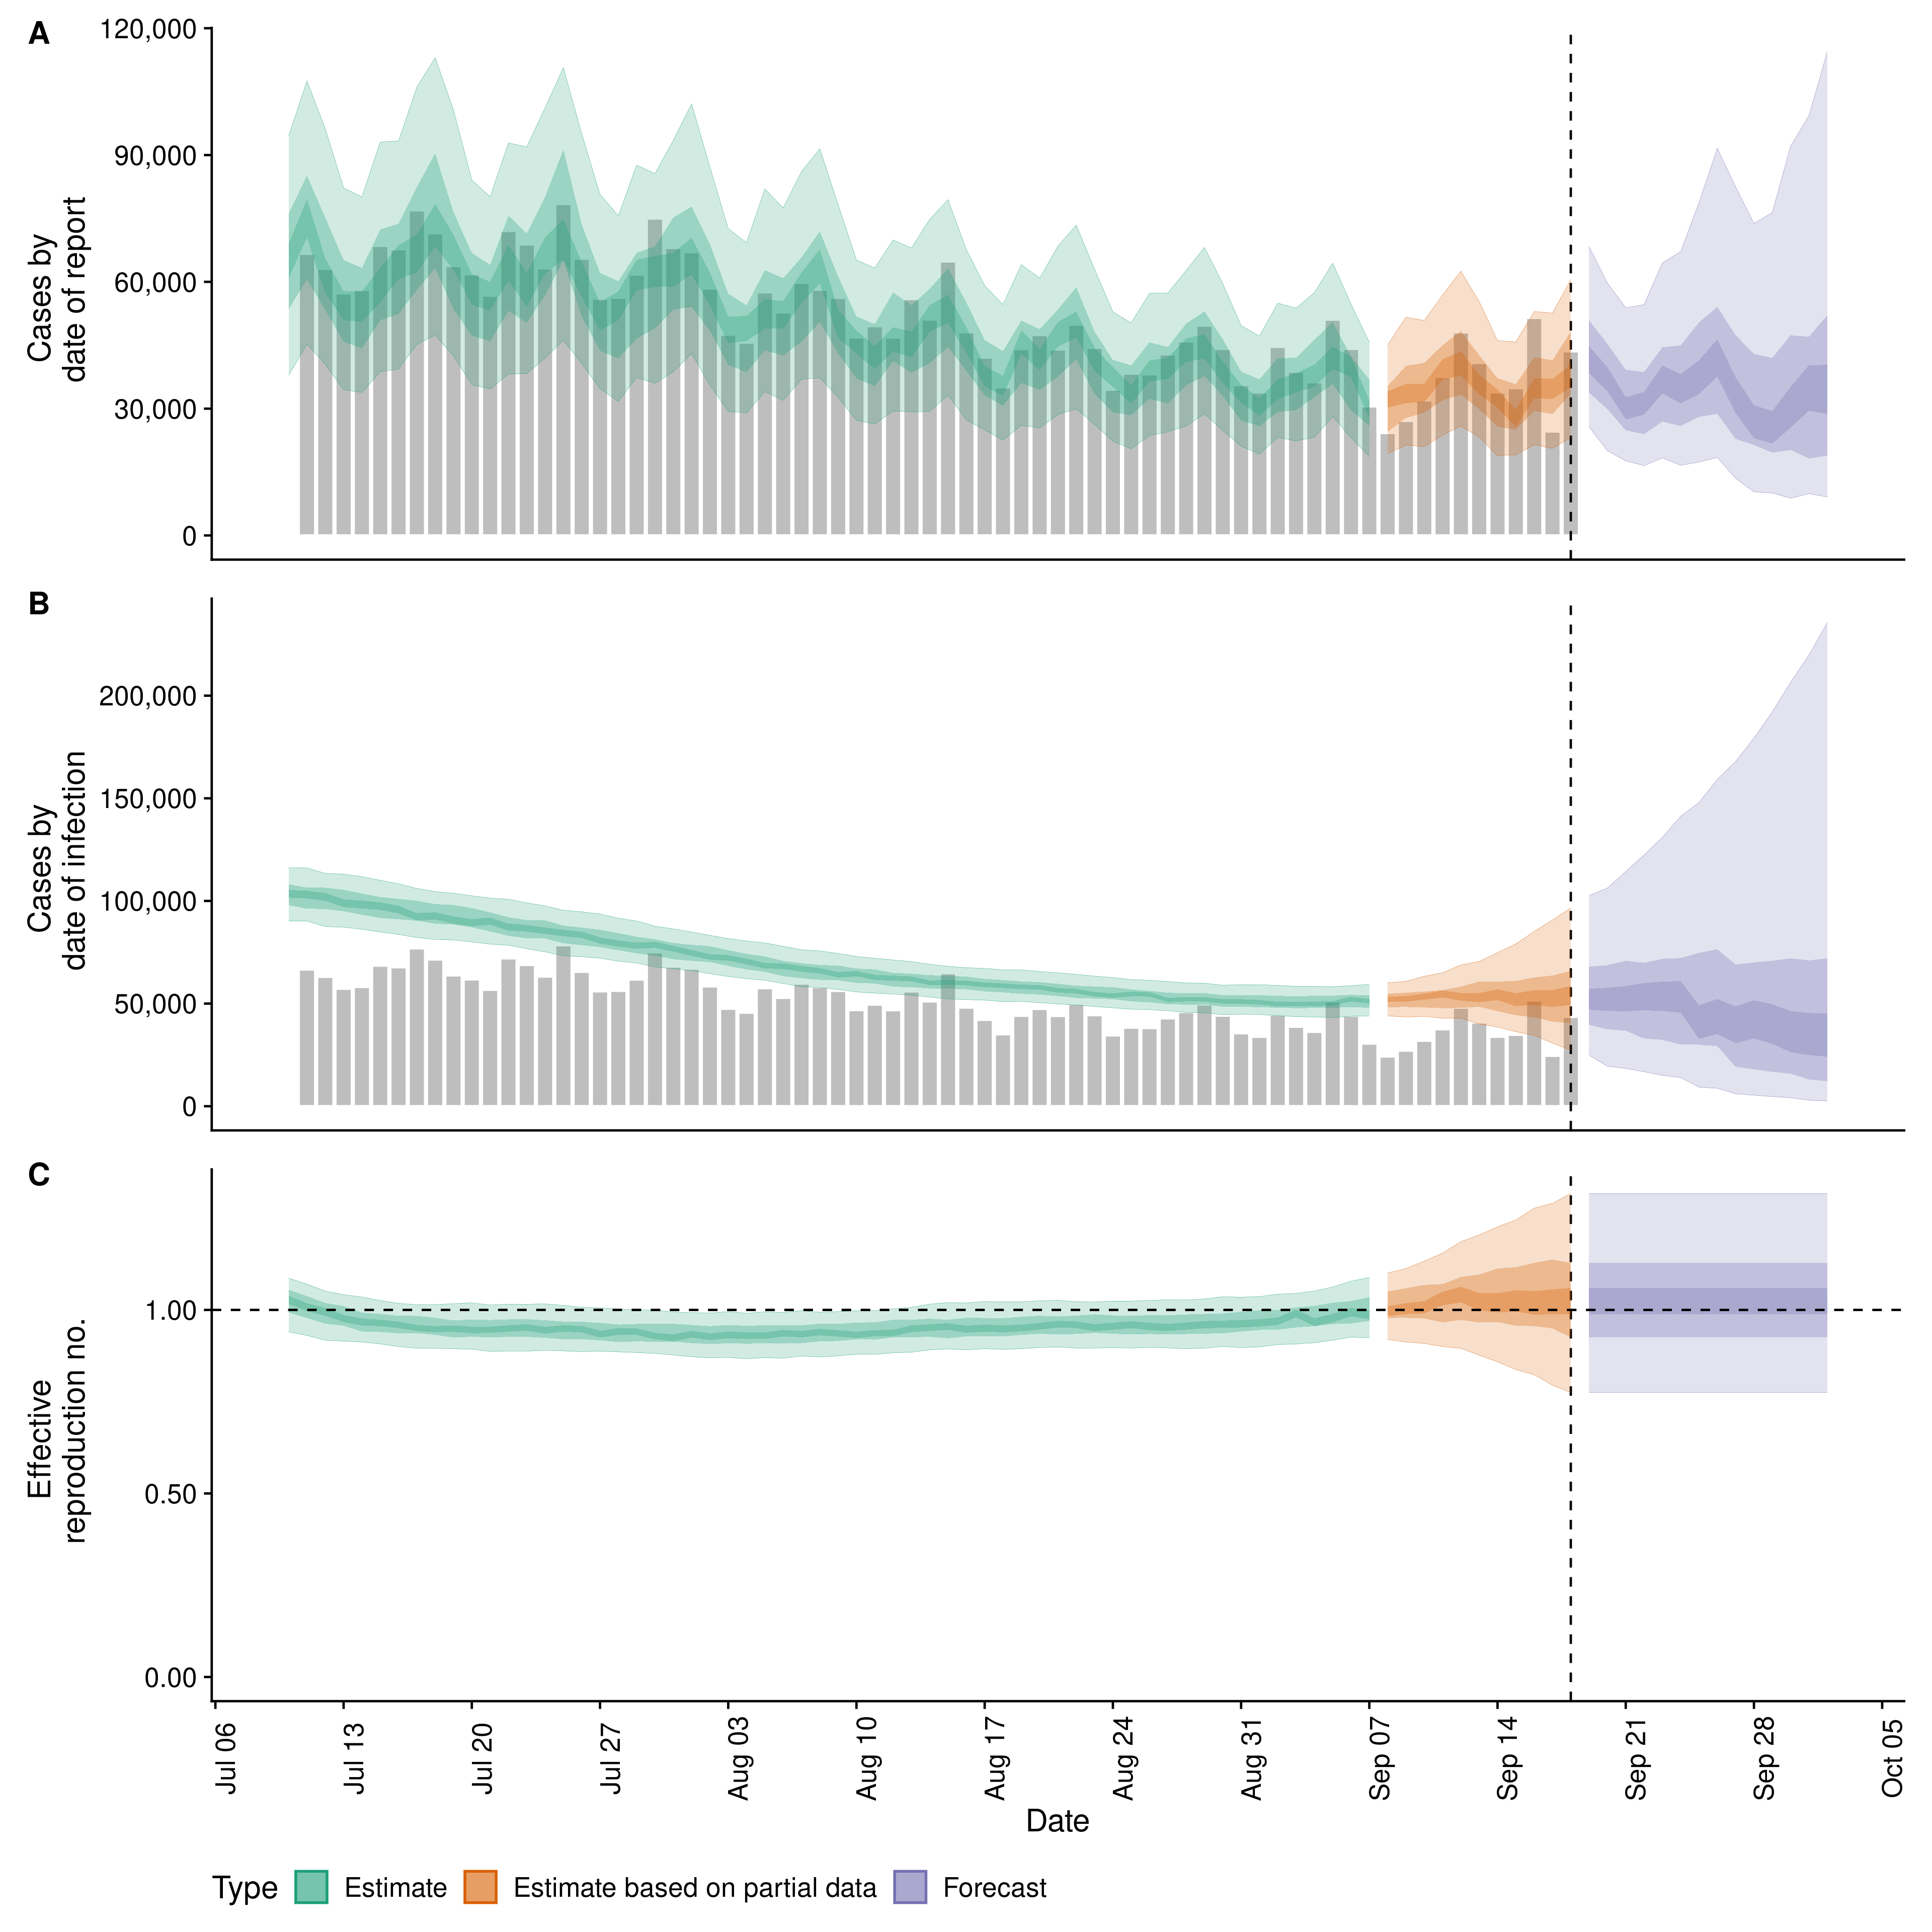 A
120,000
90,000
60,000
30,000
0
Cases by
date of report
B
200,000
150,000
100,000
50,000
0
Cases by
date of infection
C
1.00
0.50
0.00
Effective
reproduction no.
Jul 06
Jul 13
Jul 20
Jul 27
Aug 03
Aug 10
Aug 17
Aug 24
Aug 31
Sep 07
Sep 14
Sep 21
Sep 28
Oct 05
Date
Type
Estimate
Estimate based on partial data
Forecast